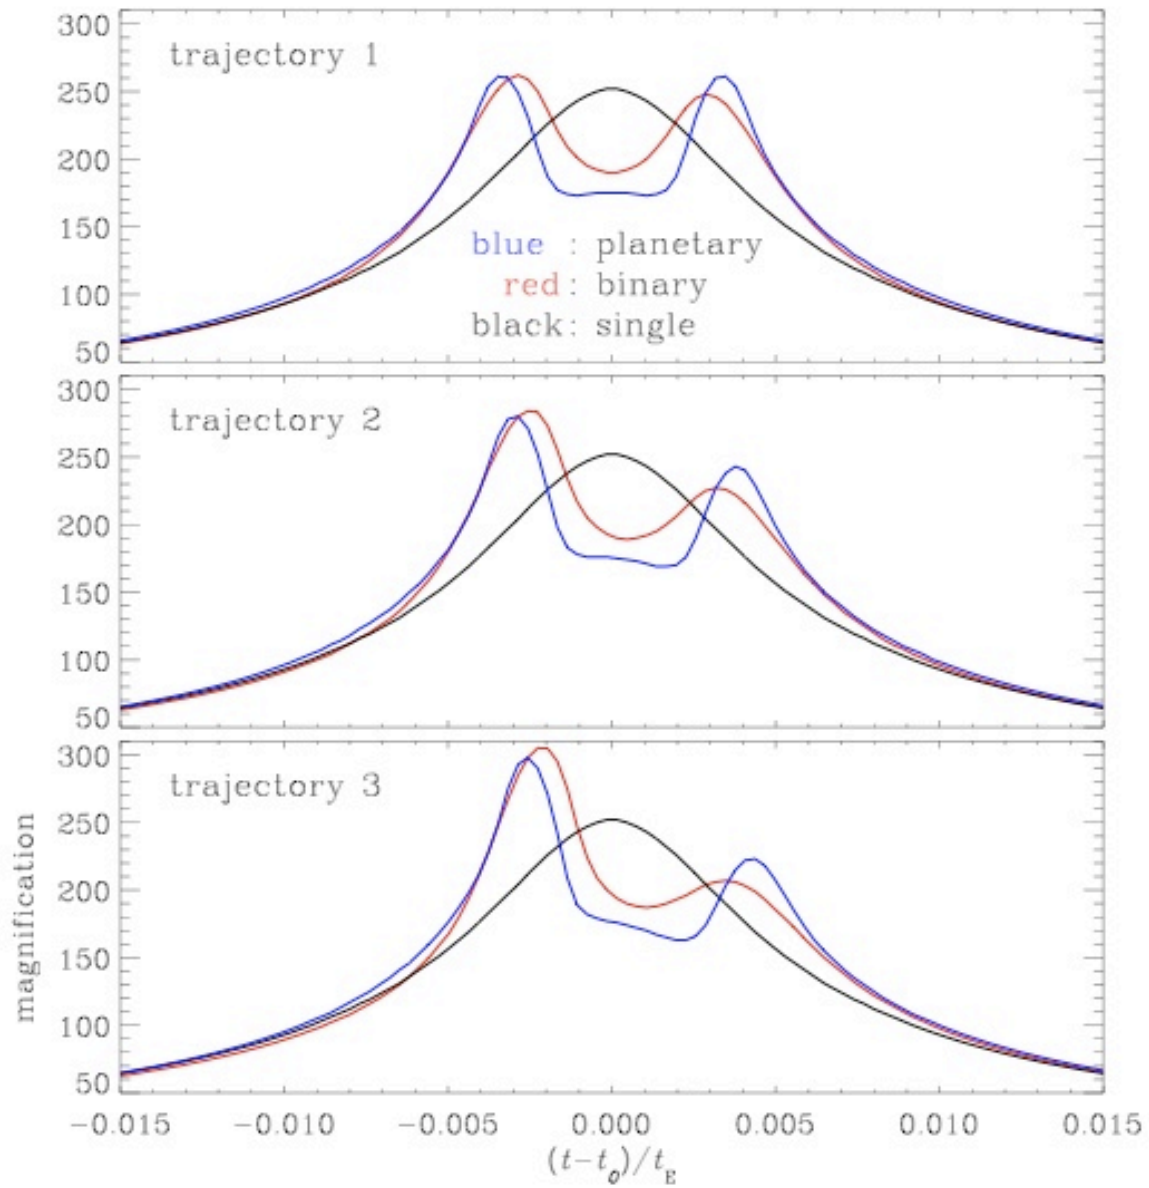 300
250
200
150
100
50
trajectory 1
blue : planetary
red : binary
black : single
300
250
200
150
100
50
trajectory 2
300
250
200
150
100
50
trajectory 3
magnification
-0.015 -0.010 -0.005 0.000 0.005 0.010 0.015
(t-t₀)/t_E